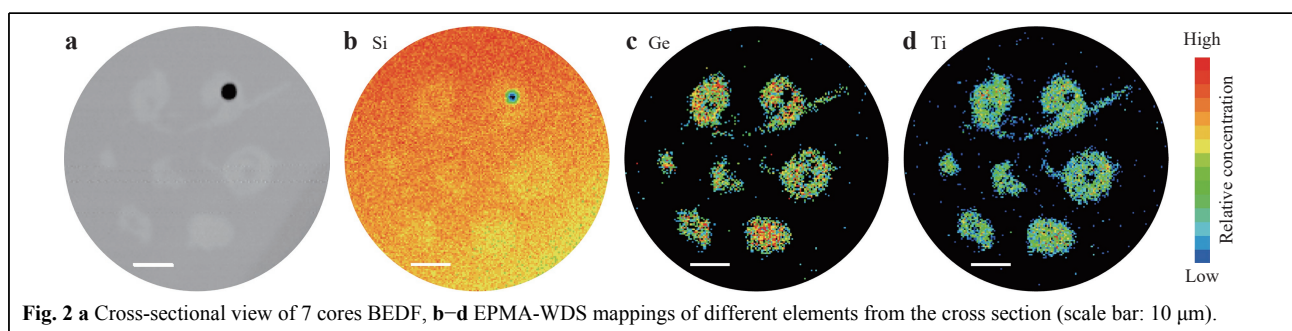 a
b Si
c Ge
d Ti
High
Relative concentration
Low
Fig. 2 a Cross-sectional view of 7 cores BEDF, b−d EPMA-WDS mappings of different elements from the cross section (scale bar: 10 μm).